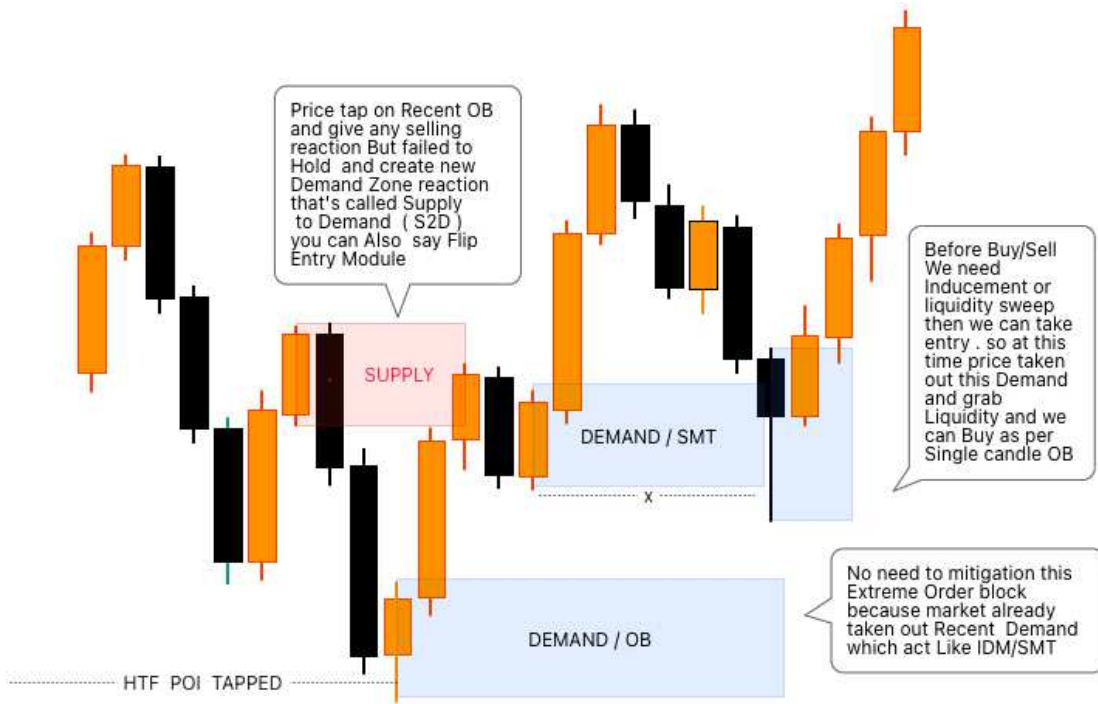 Price tap on Recent OB
and give any selling
reaction But failed to
Hold and create new
Demand Zone reaction
that's called Supply
to Demand ( S2D )
you can Also say Flip
Entry Module
SUPPLY
DEMAND / SMT
x
Before Buy/Sell
We need
Inducement or
liquidity sweep
then we can take
entry . so at this
time price taken
out this Demand
and grab
Liquidity and we
can Buy as per
Single candle OB
No need to mitigation this
Extreme Order block
because market already
taken out Recent Demand
which act Like IDM/SMT
DEMAND / OB
HTF POI TAPPED